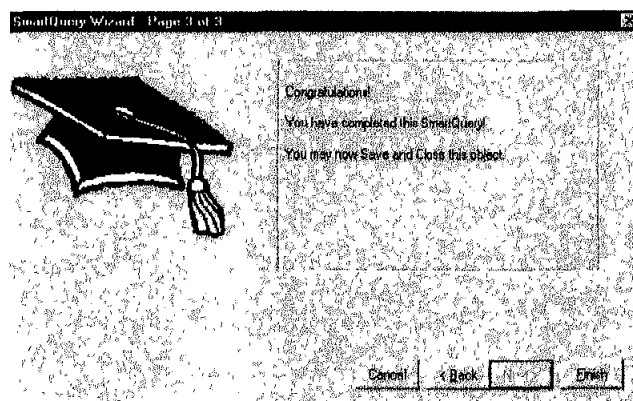 SmartQuery Wizard - Page 3 of 3
Congratulations!
You have completed this SmartQuery!
You may now Save and Close this object.
Cancel < Back Finish